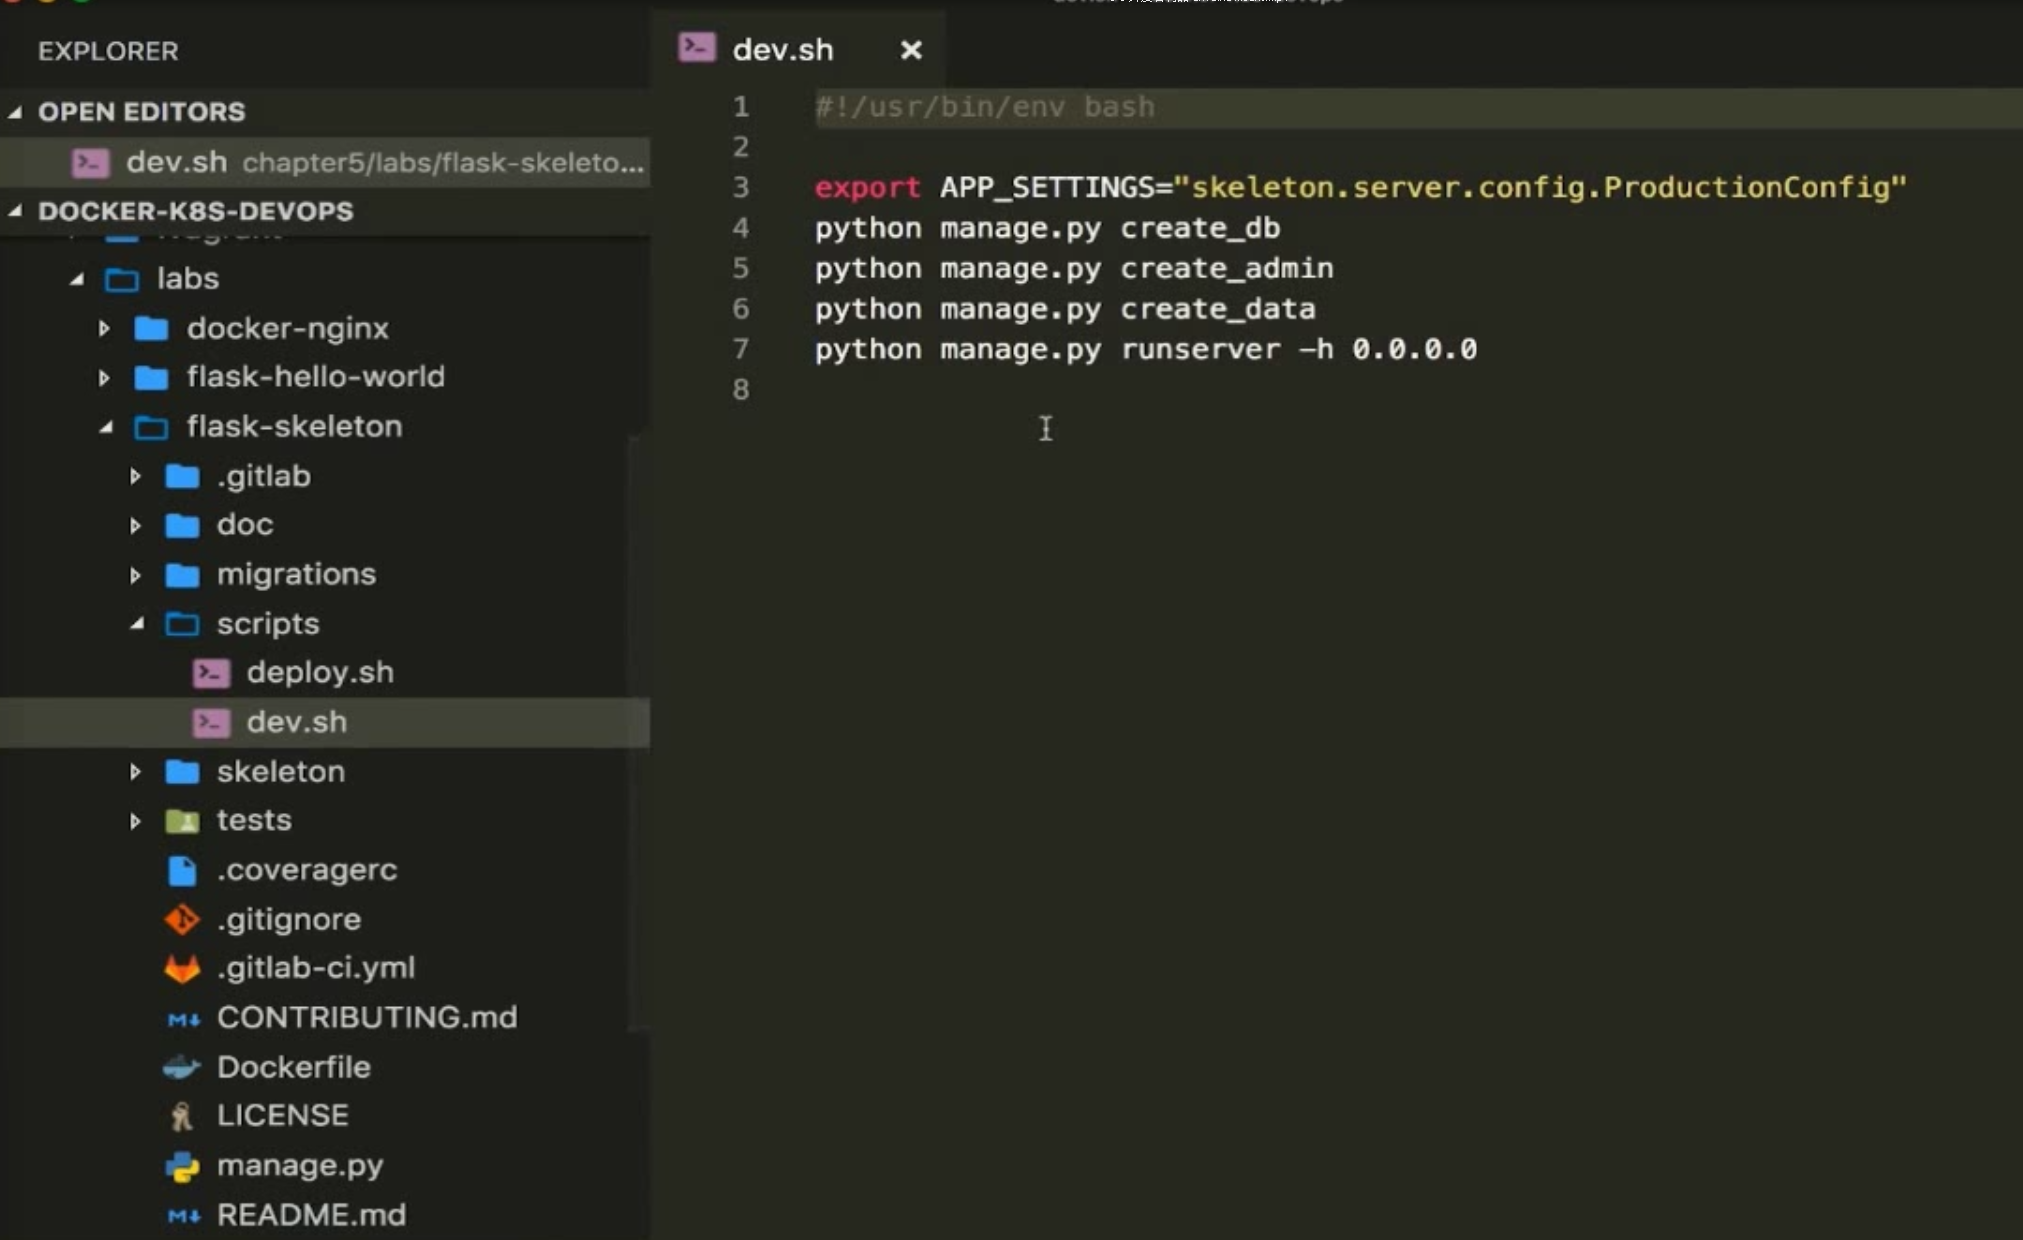 EXPLORER
OPEN EDITORS
dev.sh chapter5/labs/flask-skeleto...
DOCKER-K8S-DEVOPS
labs
docker-nginx
flask-hello-world
flask-skeleton
.gitlab
doc
migrations
scripts
deploy.sh
dev.sh
skeleton
tests
.coveragerc
.gitignore
.gitlab-ci.yml
CONTRIBUTING.md
Dockerfile
LICENSE
manage.py
README.md
dev.sh
1 #!/usr/bin/env bash
2
3 export APP_SETTINGS="skeleton.server.config.ProductionConfig"
4 python manage.py create_db
5 python manage.py create_admin
6 python manage.py create_data
7 python manage.py runserver -h 0.0.0.0
8